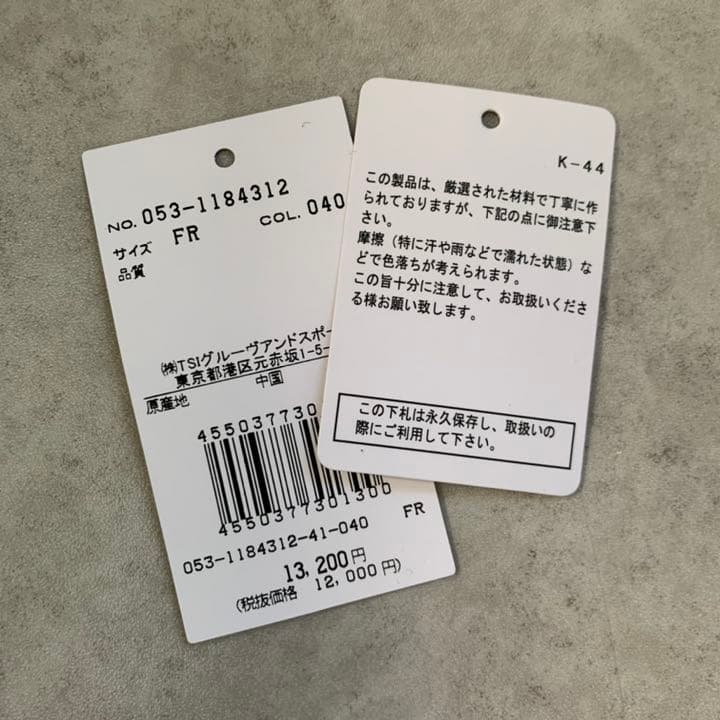 NO. 053-1184312
COL. 040
サイズ FR
品質
㈱TSIグルーヴアンドスポー
東京都港区元赤坂1-5-
原産地 中国
4550377301300
053-1184312-41-040 FR
13,200円
(税抜価格 12,000円)
K-44
この製品は、厳選された材料で丁寧に作
られておりますが、下記の点に御注意下
さい。
摩擦（特に汗や雨などで濡れた状態）な
どで色落ちが考えられます。
この旨十分に注意して、お取扱いくださ
る様お願い致します。
この下札は永久保存し、取扱いの
際にご利用して下さい。